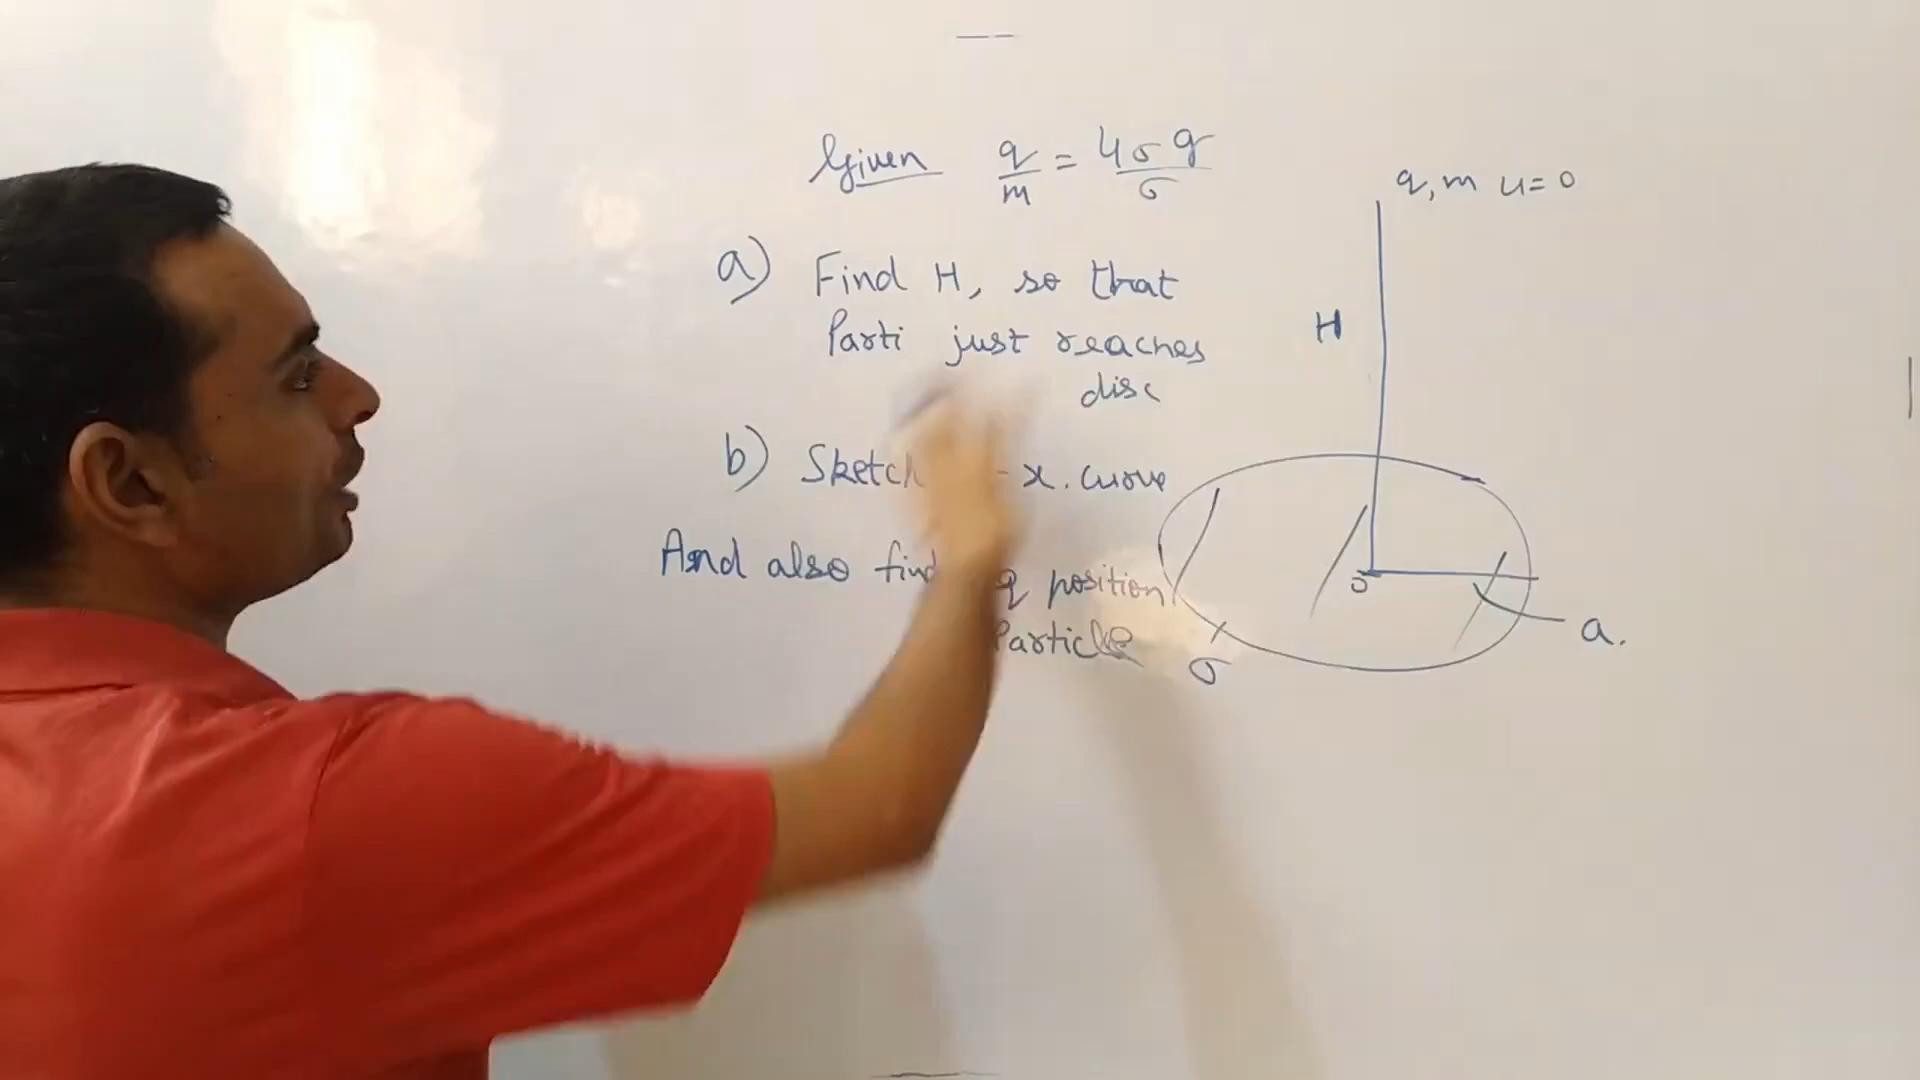 Given q/m = 4σg/σ
a) Find H, so that
Parti just reaches
disc
b) Sketch - x. curve
And also find position
Particle
q, m u=0
H
o
a.
σ